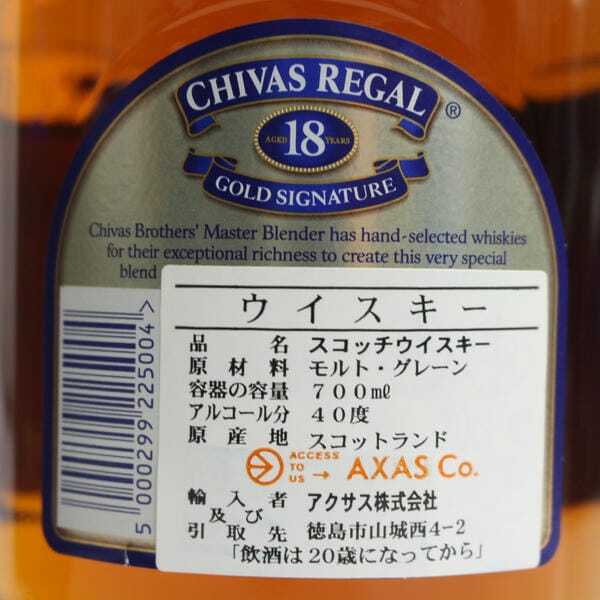 CHIVAS REGAL ®
AGED 18 YEARS
GOLD SIGNATURE
Chivas Brothers' Master Blender has hand-selected whiskies
for their exceptional richness to create this very special
blend
5 000299 225004 >
ウイスキー
品名 スコッチウイスキー
原材料 モルト・グレーン
容器の容量 700ml
アルコール分 40度
原産地 スコットランド
ACCESS TO US → AXAS Co.
輸入者及び引取先 アクサス株式会社
徳島市山城西4-2
「飲酒は20歳になってから」